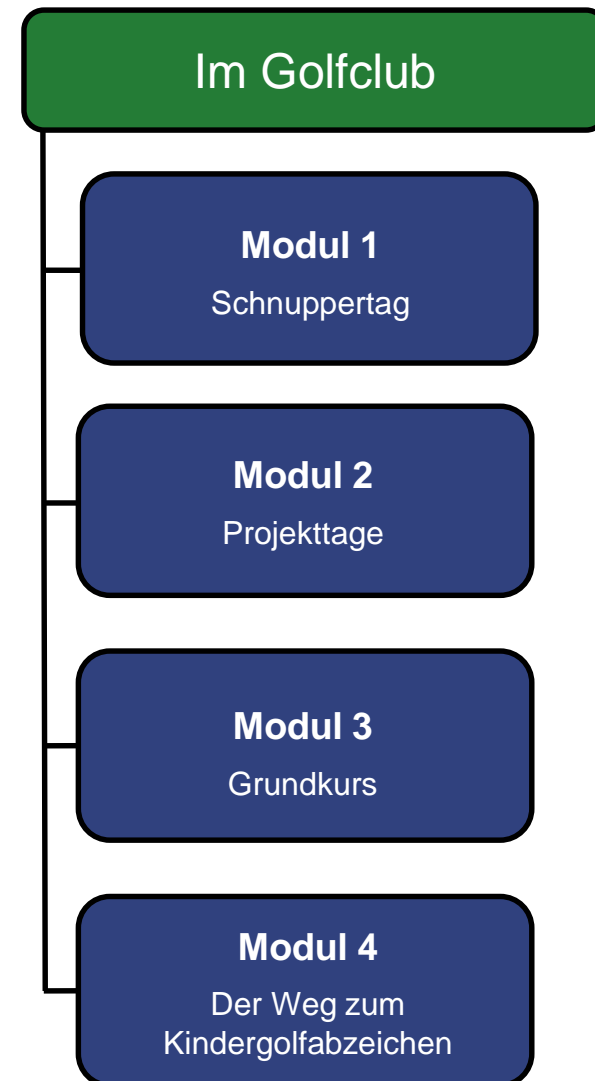 Im Golfclub
Modul 1
Schnuppertag
Modul 2
Projekttage
Modul 3
Grundkurs
Modul 4
Der Weg zum
Kindergolfabzeichen